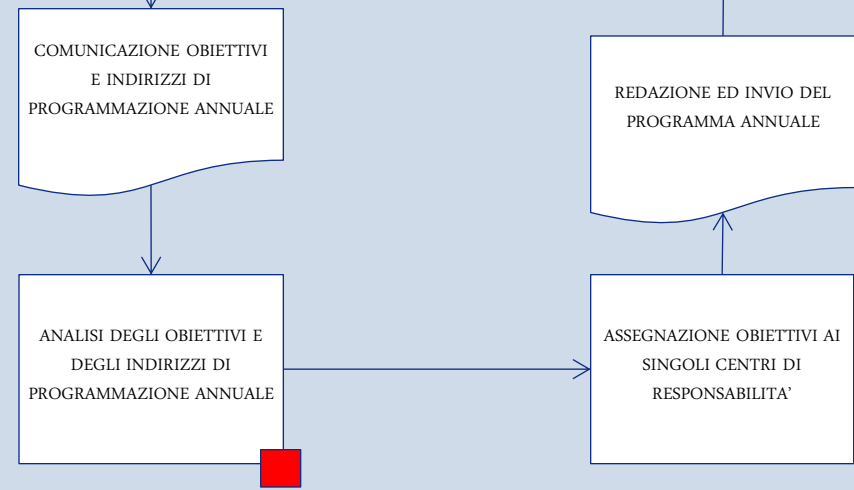 COMUNICAZIONE OBIETTIVI
E INDIRIZZI DI
PROGRAMMAZIONE ANNUALE
ANALISI DEGLI OBIETTIVI E
DEGLI INDIRIZZI DI
PROGRAMMAZIONE ANNUALE
ASSEGNAZIONE OBIETTIVI AI
SINGOLI CENTRI DI
RESPONSABILITA’
REDAZIONE ED INVIO DEL
PROGRAMMA ANNUALE